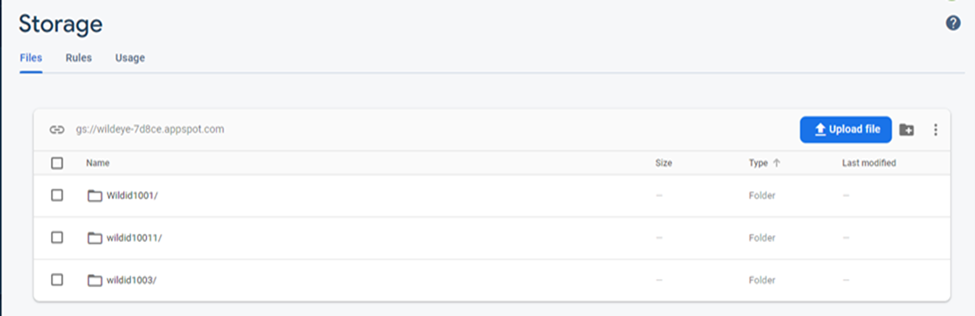 Storage
Files Rules Usage
gs://wildeye-7d8ce.appspot.com Upload file
Name Size Type Last modified
Wildid1001/ — Folder —
wildid10011/ — Folder —
wildid1003/ — Folder —